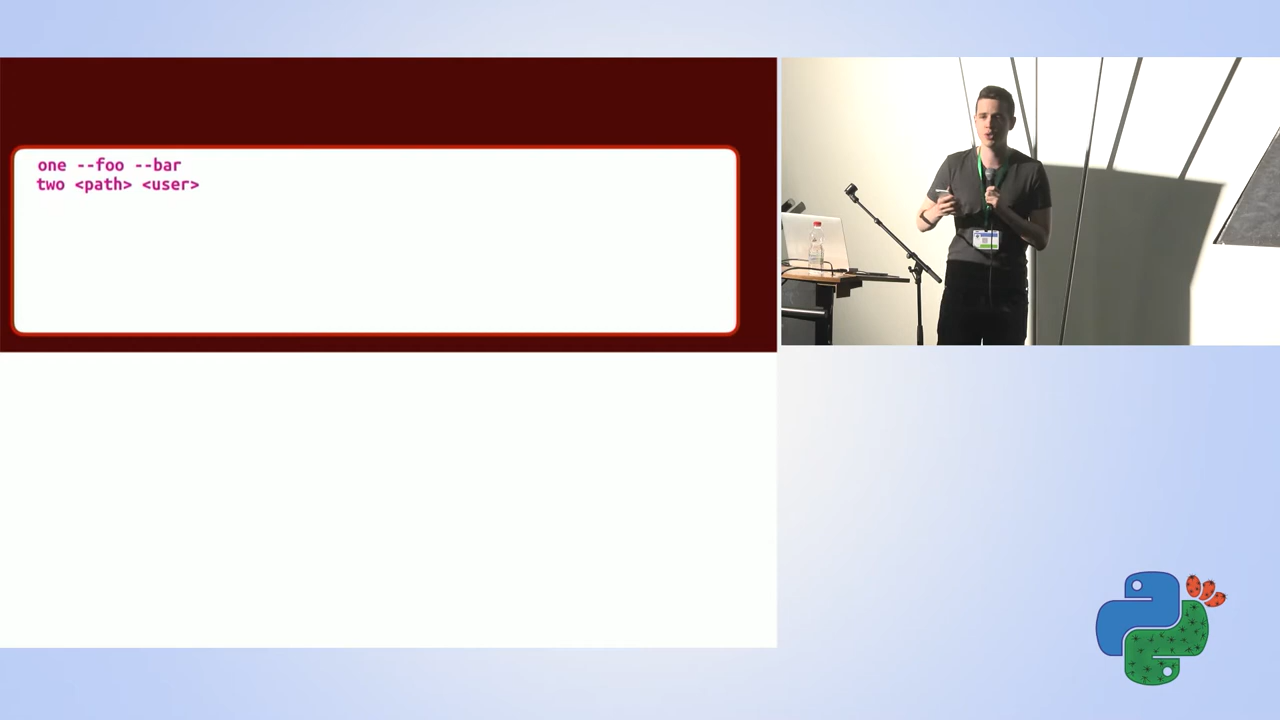 one --foo --bar
two <path> <user>